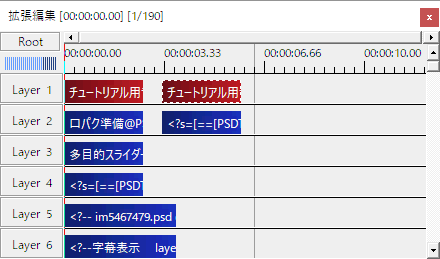 拡張編集 [00:00:00.00] [1/190]
Root
00:00:00.00 00:00:03.33 00:00:06.66 00:00:10.00
Layer 1 チュートリアル用 チュートリアル用
Layer 2 口パク準備@P <?s=[==[PSDT
Layer 3 多目的スライダー
Layer 4 <?s=[==[PSDT
Layer 5 <?-- im5467479.psd
Layer 6 <?--字幕表示 laye